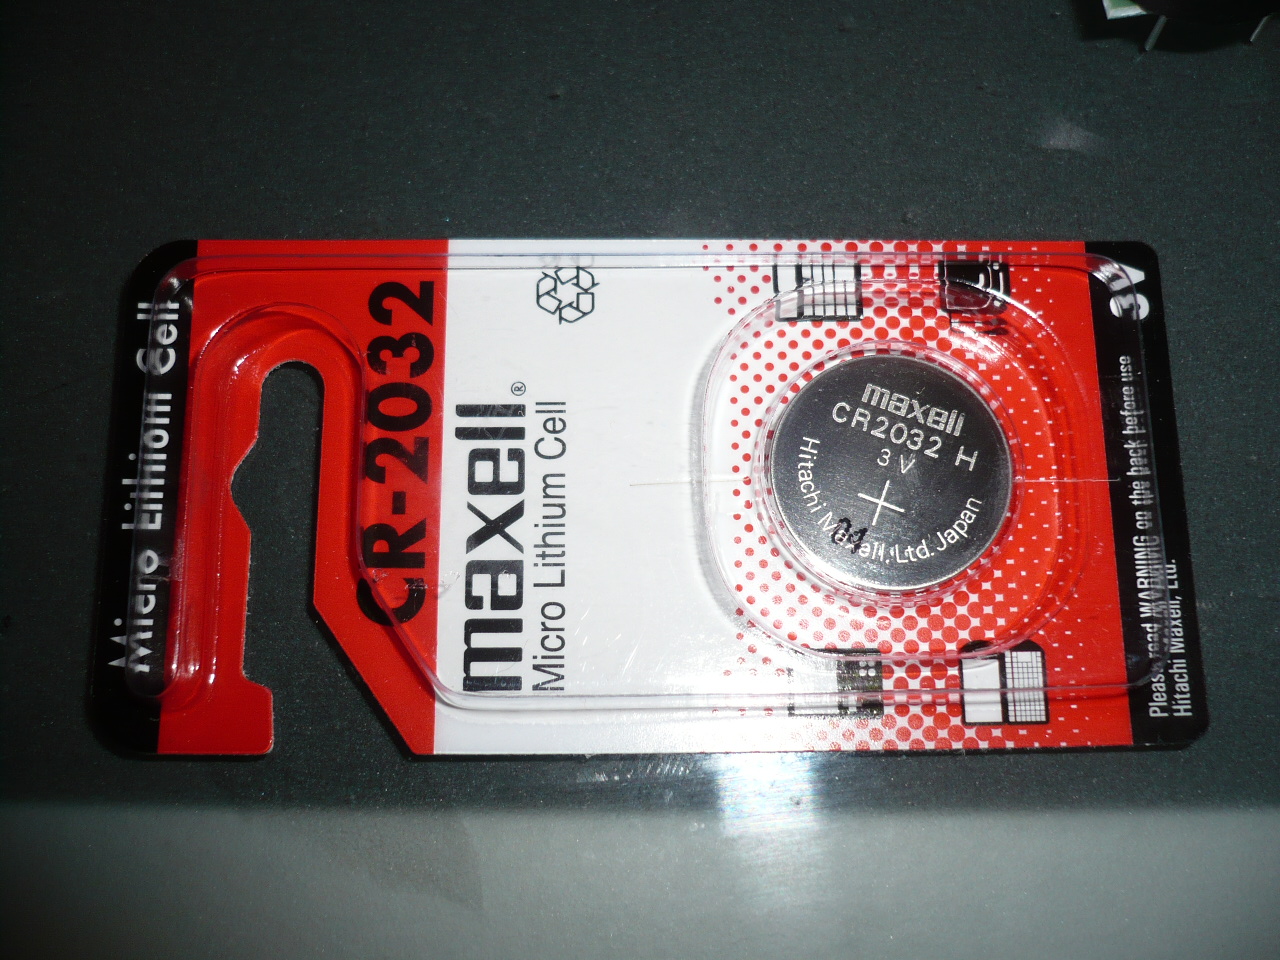 Micro Lithium Cell
CR-2032
maxell®
Micro Lithium Cell
maxell
CR2032 H
3 V
+
Hitachi Maxell, Ltd. Japan
3V
Please read WARNING on the back before use
Hitachi Maxell, Ltd.